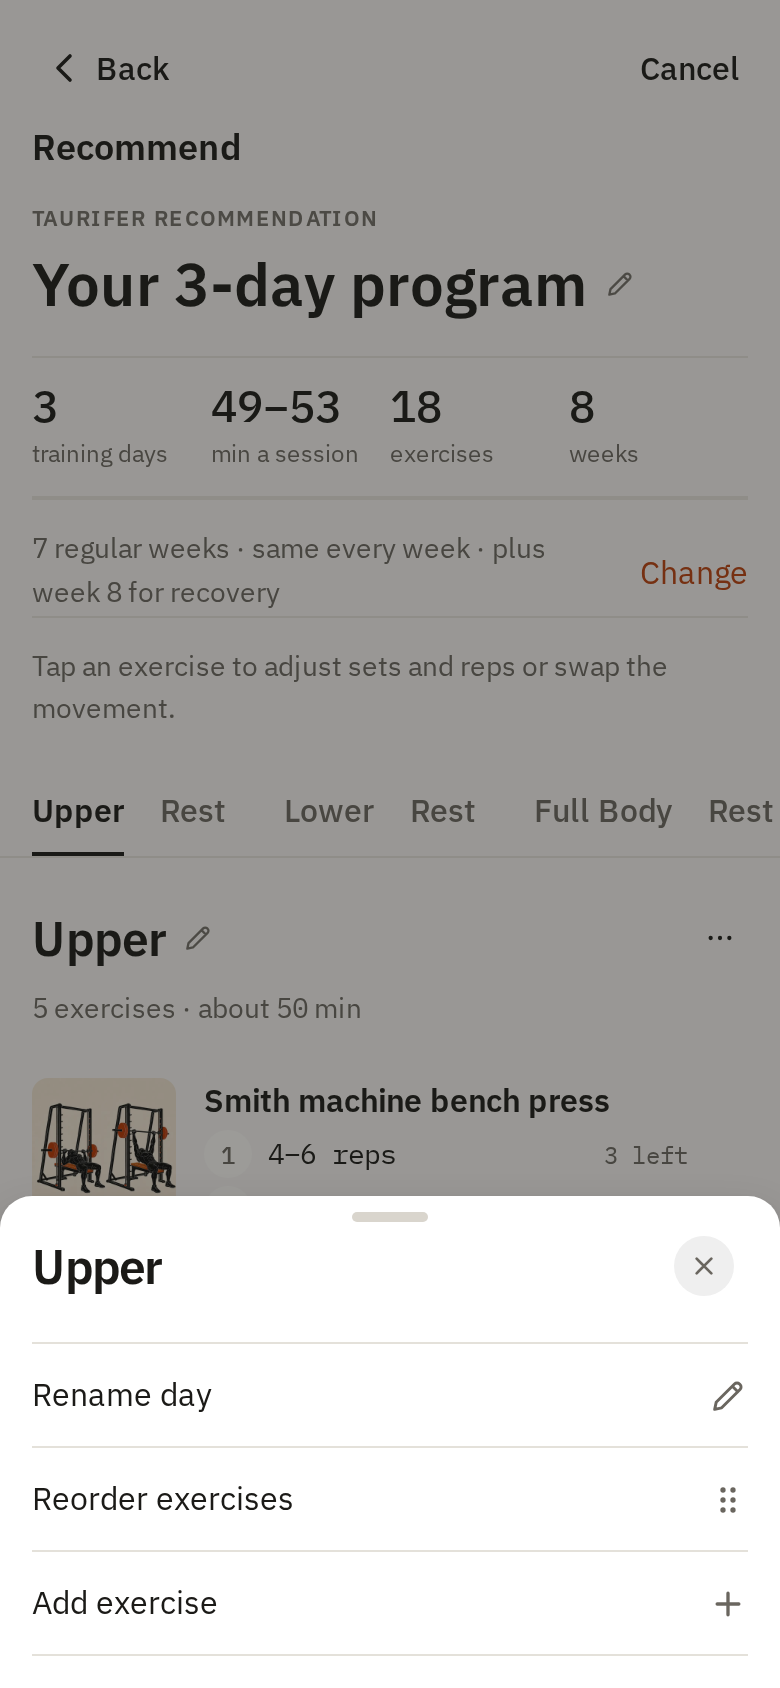 Back
Cancel
Recommend
TAURIFER RECOMMENDATION
Your 3-day program
3
training days
49–53
min a session
18
exercises
8
weeks
7 regular weeks · same every week · plus
week 8 for recovery
Change
Tap an exercise to adjust sets and reps or swap the
movement.
Upper Rest Lower Rest Full Body Rest
Upper
...
5 exercises · about 50 min
Smith machine bench press
1 4–6 reps 3 left
Upper
Rename day
Reorder exercises
Add exercise